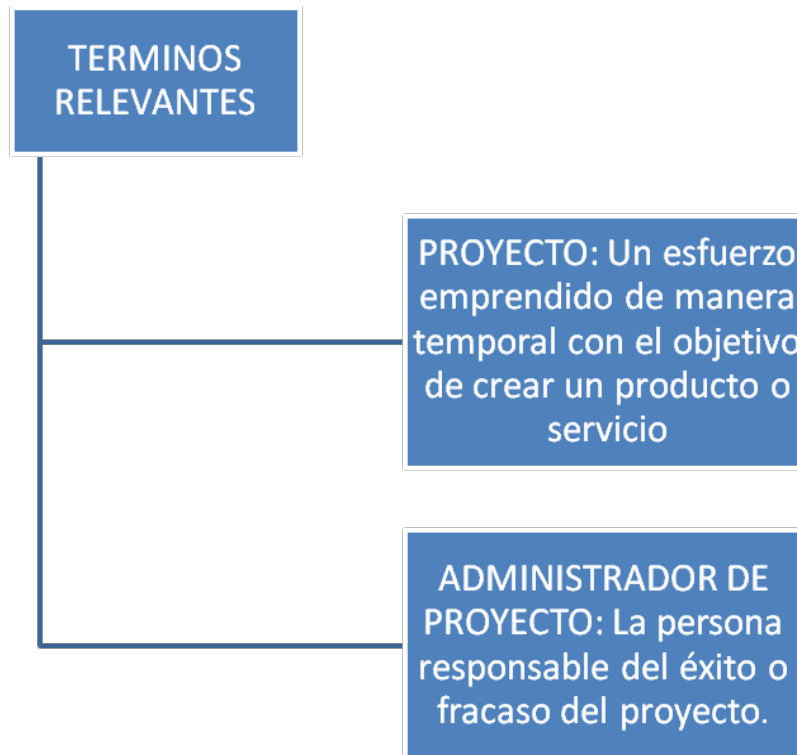 TERMINOS
RELEVANTES
PROYECTO: Un esfuerzo
emprendido de manera
temporal con el objetivo
de crear un producto o
servicio
ADMINISTRADOR DE
PROYECTO: La persona
responsable del éxito o
fracaso del proyecto.